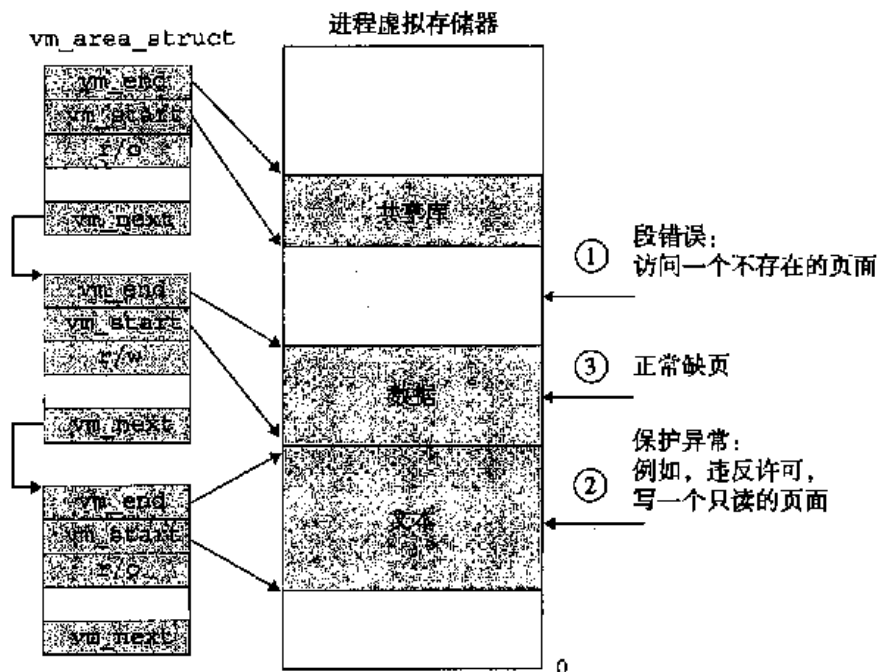 进程虚拟存储器
vm_area_struct
vm_end
vm_start
r/o
vm_next
vm_end
vm_start
r/w
vm_next
vm_end
vm_start
r/o
vm_next
共享库
数据
文本
0
① 段错误:
访问一个不存在的页面
③ 正常缺页
② 保护异常:
例如,违反许可,
写一个只读的页面